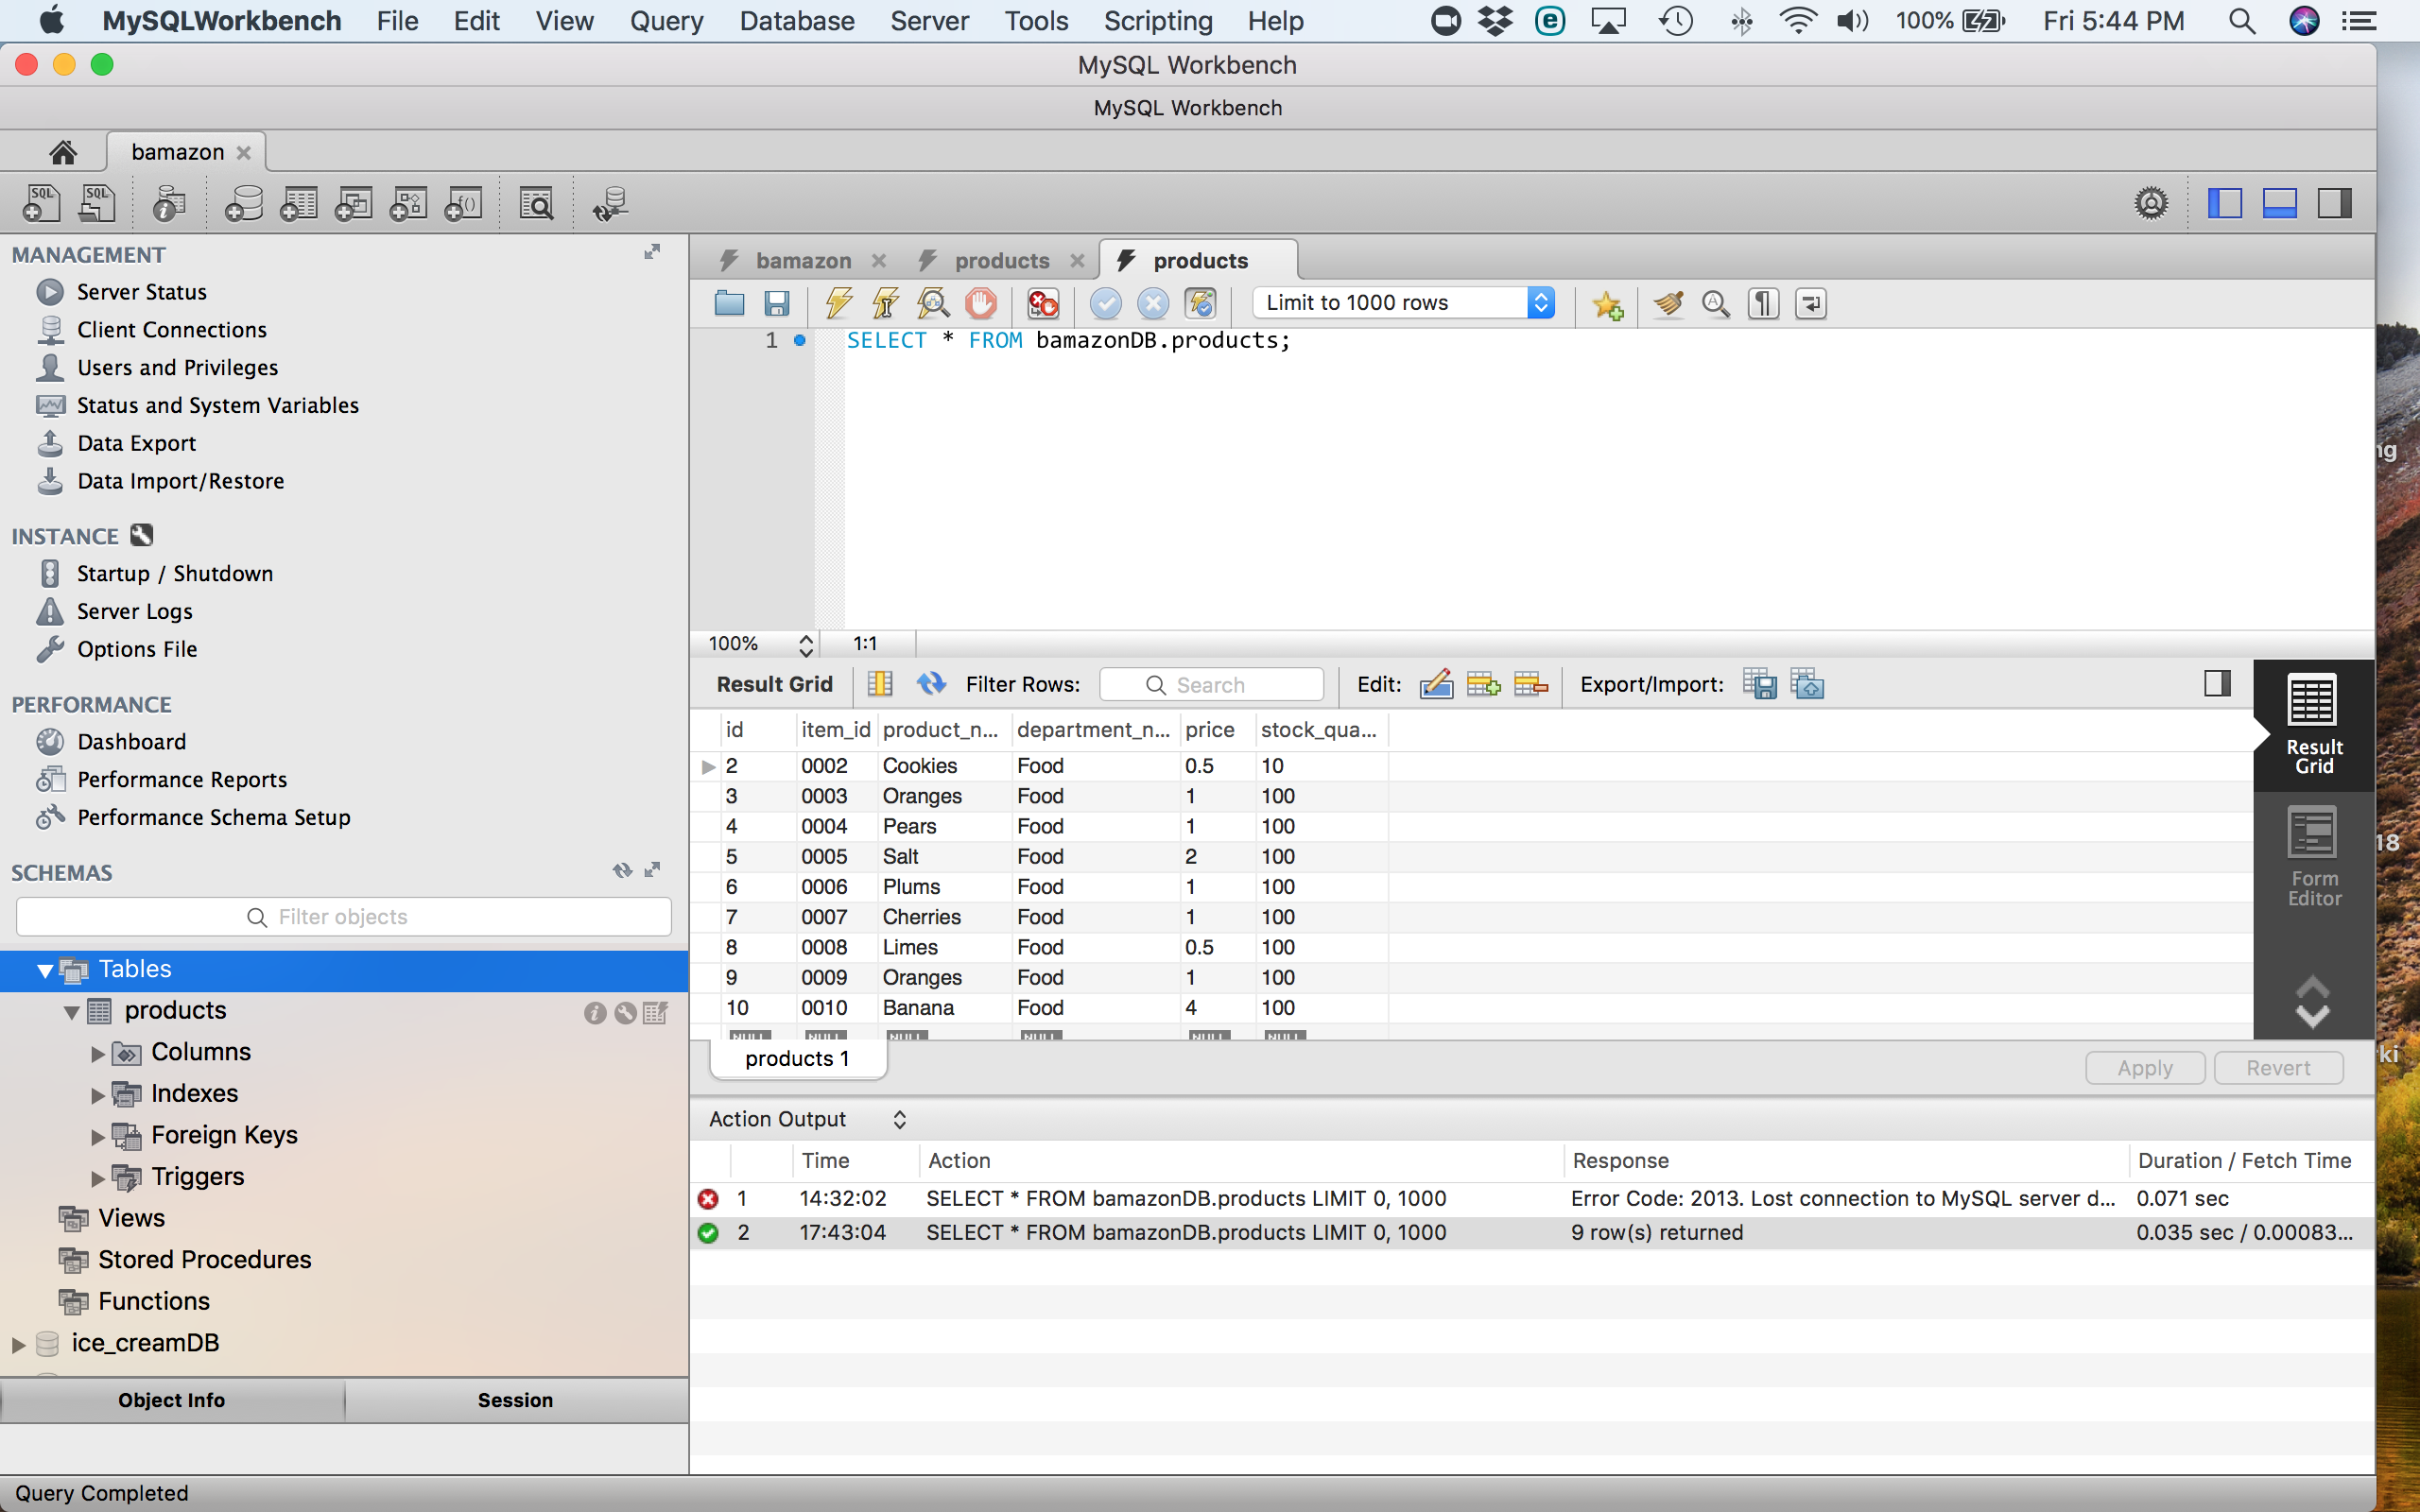 MySQLWorkbench File Edit View Query Database Server Tools Scripting Help 100% Fri 5:44 PM
MySQL Workbench
MySQL Workbench
bamazon
MANAGEMENT
Server Status
Client Connections
Users and Privileges
Status and System Variables
Data Export
Data Import/Restore
INSTANCE
Startup / Shutdown
Server Logs
Options File
PERFORMANCE
Dashboard
Performance Reports
Performance Schema Setup
SCHEMAS
Filter objects
Tables
products
Columns
Indexes
Foreign Keys
Triggers
Views
Stored Procedures
Functions
ice_creamDB
Object Info Session
Query Completed
bamazon products products
Limit to 1000 rows
1 SELECT * FROM bamazonDB.products;
100% 1:1
Result Grid Filter Rows: Search Edit: Export/Import:
id item_id product_n... department_n... price stock_qua...
2 0002 Cookies Food 0.5 10
3 0003 Oranges Food 1 100
4 0004 Pears Food 1 100
5 0005 Salt Food 2 100
6 0006 Plums Food 1 100
7 0007 Cherries Food 1 100
8 0008 Limes Food 0.5 100
9 0009 Oranges Food 1 100
10 0010 Banana Food 4 100
NULL NULL NULL NULL NULL NULL
Result
Grid
Form
Editor
products 1
Apply Revert
Action Output
Time Action Response Duration / Fetch Time
1 14:32:02 SELECT * FROM bamazonDB.products LIMIT 0, 1000 Error Code: 2013. Lost connection to MySQL server d... 0.071 sec
2 17:43:04 SELECT * FROM bamazonDB.products LIMIT 0, 1000 9 row(s) returned 0.035 sec / 0.00083...
SQL
SQL
ng
18
ki